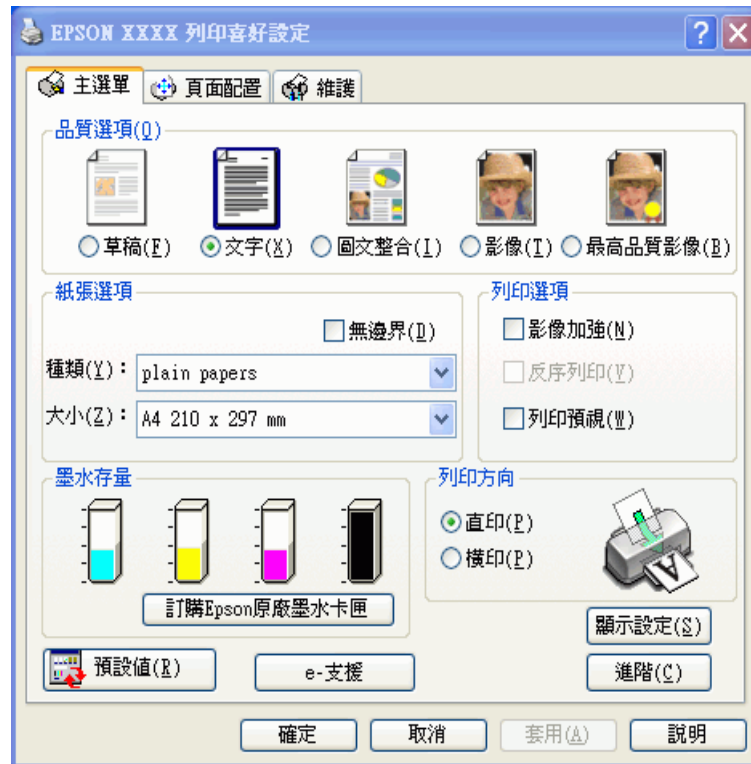 EPSON XXXX 列印喜好設定
主選單 頁面配置 維護
品質選項(Q)
草稿(F) 文字(X) 圖文整合(I) 影像(T) 最高品質影像(B)
紙張選項
無邊界(D)
種類(Y)： plain papers
大小(Z)： A4 210 x 297 mm
列印選項
影像加強(N)
反序列印(V)
列印預視(W)
墨水存量
訂購Epson原廠墨水卡匣
列印方向
直印(P)
橫印(P)
顯示設定(S)
預設值(R) e-支援 進階(C)
確定 取消 套用(A) 說明